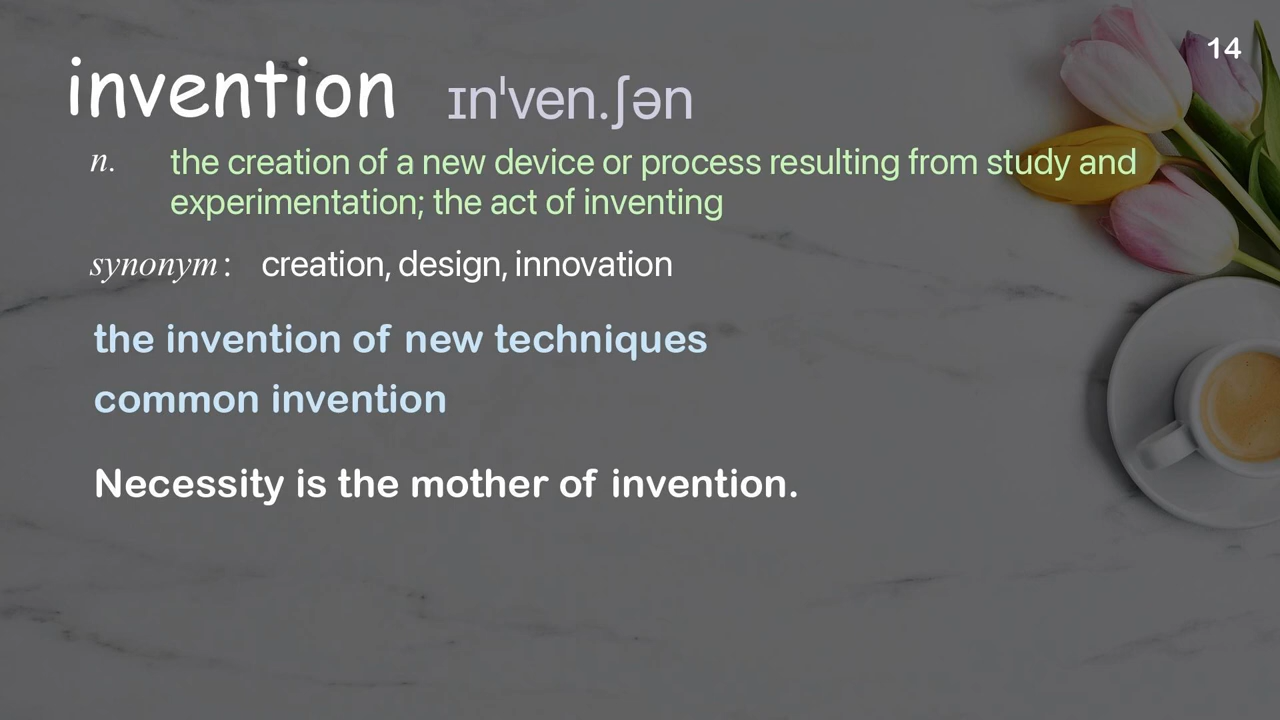 14
invention ɪnˈven.ʃən
n. the creation of a new device or process resulting from study and
experimentation; the act of inventing
synonym: creation, design, innovation
the invention of new techniques
common invention
Necessity is the mother of invention.